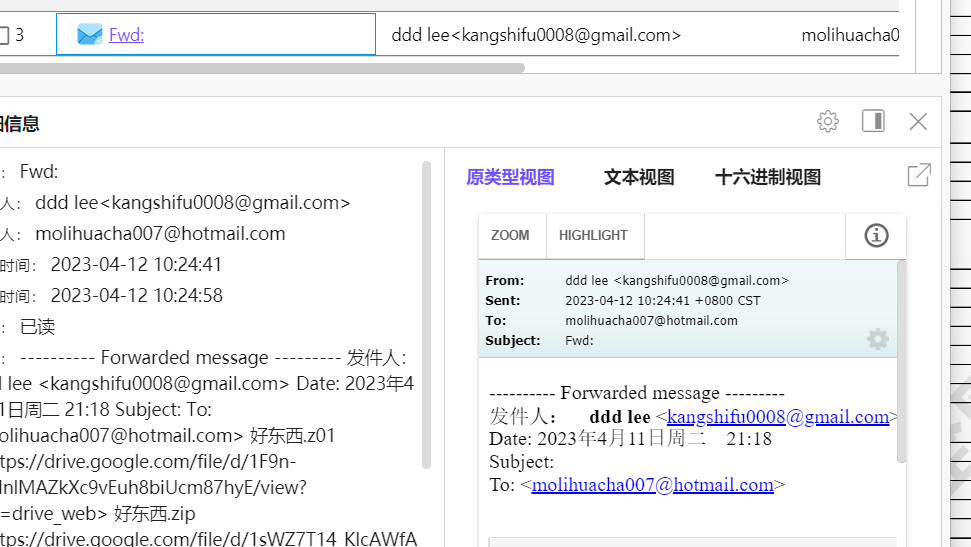 3 Fwd: ddd lee<kangshifu0008@gmail.com> molihuacha0
信息
: Fwd:
人: ddd lee<kangshifu0008@gmail.com>
人: molihuacha007@hotmail.com
时间: 2023-04-12 10:24:41
时间: 2023-04-12 10:24:58
: 已读
: ---------- Forwarded message --------- 发件人:
lee <kangshifu0008@gmail.com> Date: 2023年4
1日周二 21:18 Subject: To:
olihuacha007@hotmail.com> 好东西.z01
tps://drive.google.com/file/d/1F9n-
InIMAZkXc9vEuh8biUcm87hyE/view?
=drive_web> 好东西.zip
tps://drive.google.com/file/d/1sWZ7T14_KIcAWfA
原类型视图 文本视图 十六进制视图
ZOOM HIGHLIGHT
From: ddd lee <kangshifu0008@gmail.com>
Sent: 2023-04-12 10:24:41 +0800 CST
To: molihuacha007@hotmail.com
Subject: Fwd:
---------- Forwarded message ---------
发件人: ddd lee <kangshifu0008@gmail.com>
Date: 2023年4月11日周二 21:18
Subject:
To: <molihuacha007@hotmail.com>